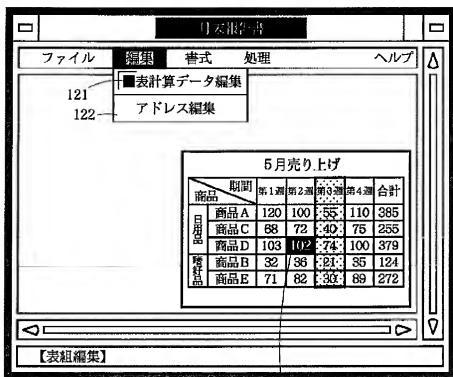 月末報告書
ファイル 編集 書式 処理 ヘルプ
121
■表計算データ編集
122
アドレス編集
5月売り上げ
商品 期間 第1週 第2週 第3週 第4週 合計
日用品
商品A 120 100 55 110 385
商品C 68 72 40 75 255
商品D 103 102 74 100 379
嗜好品
商品B 32 36 21 35 124
商品E 71 82 30 89 272
【表組編集】